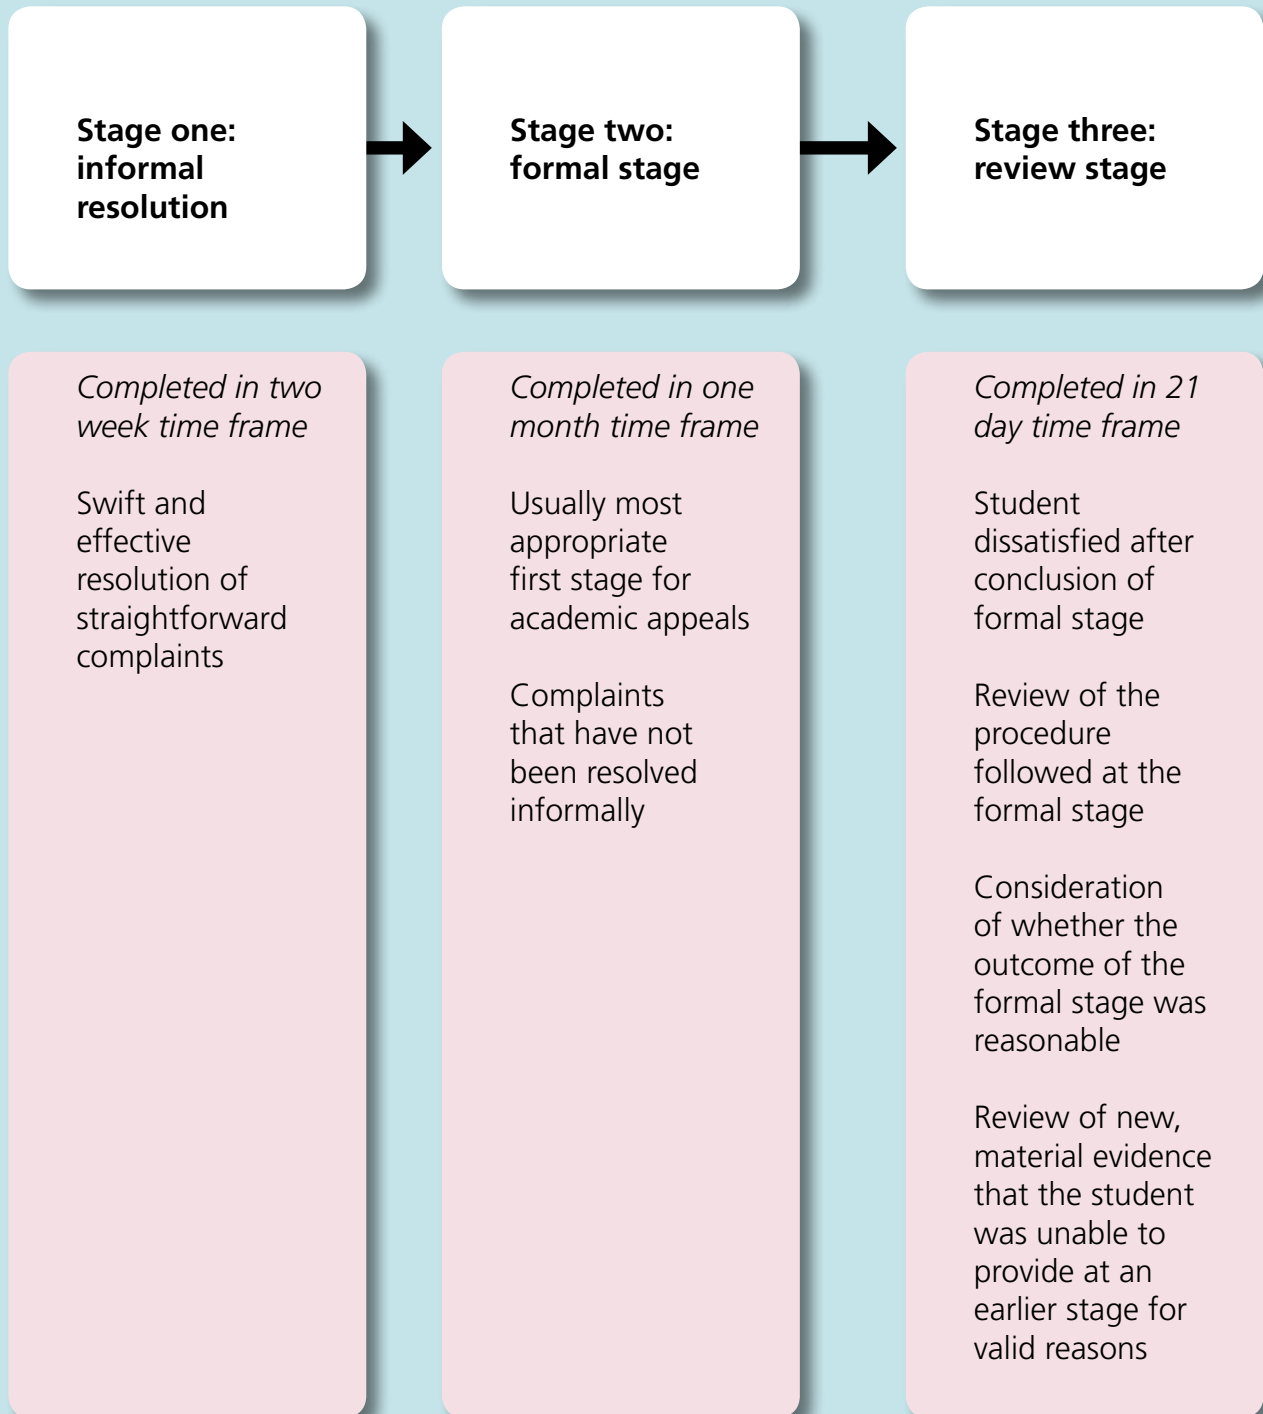 Stage one:
informal
resolution
Stage two:
formal stage
Stage three:
review stage
Completed in two
week time frame
Swift and
effective
resolution of
straightforward
complaints
Completed in one
month time frame
Usually most
appropriate
first stage for
academic appeals
Complaints
that have not
been resolved
informally
Completed in 21
day time frame
Student
dissatisfied after
conclusion of
formal stage
Review of the
procedure
followed at the
formal stage
Consideration
of whether the
outcome of the
formal stage was
reasonable
Review of new,
material evidence
that the student
was unable to
provide at an
earlier stage for
valid reasons